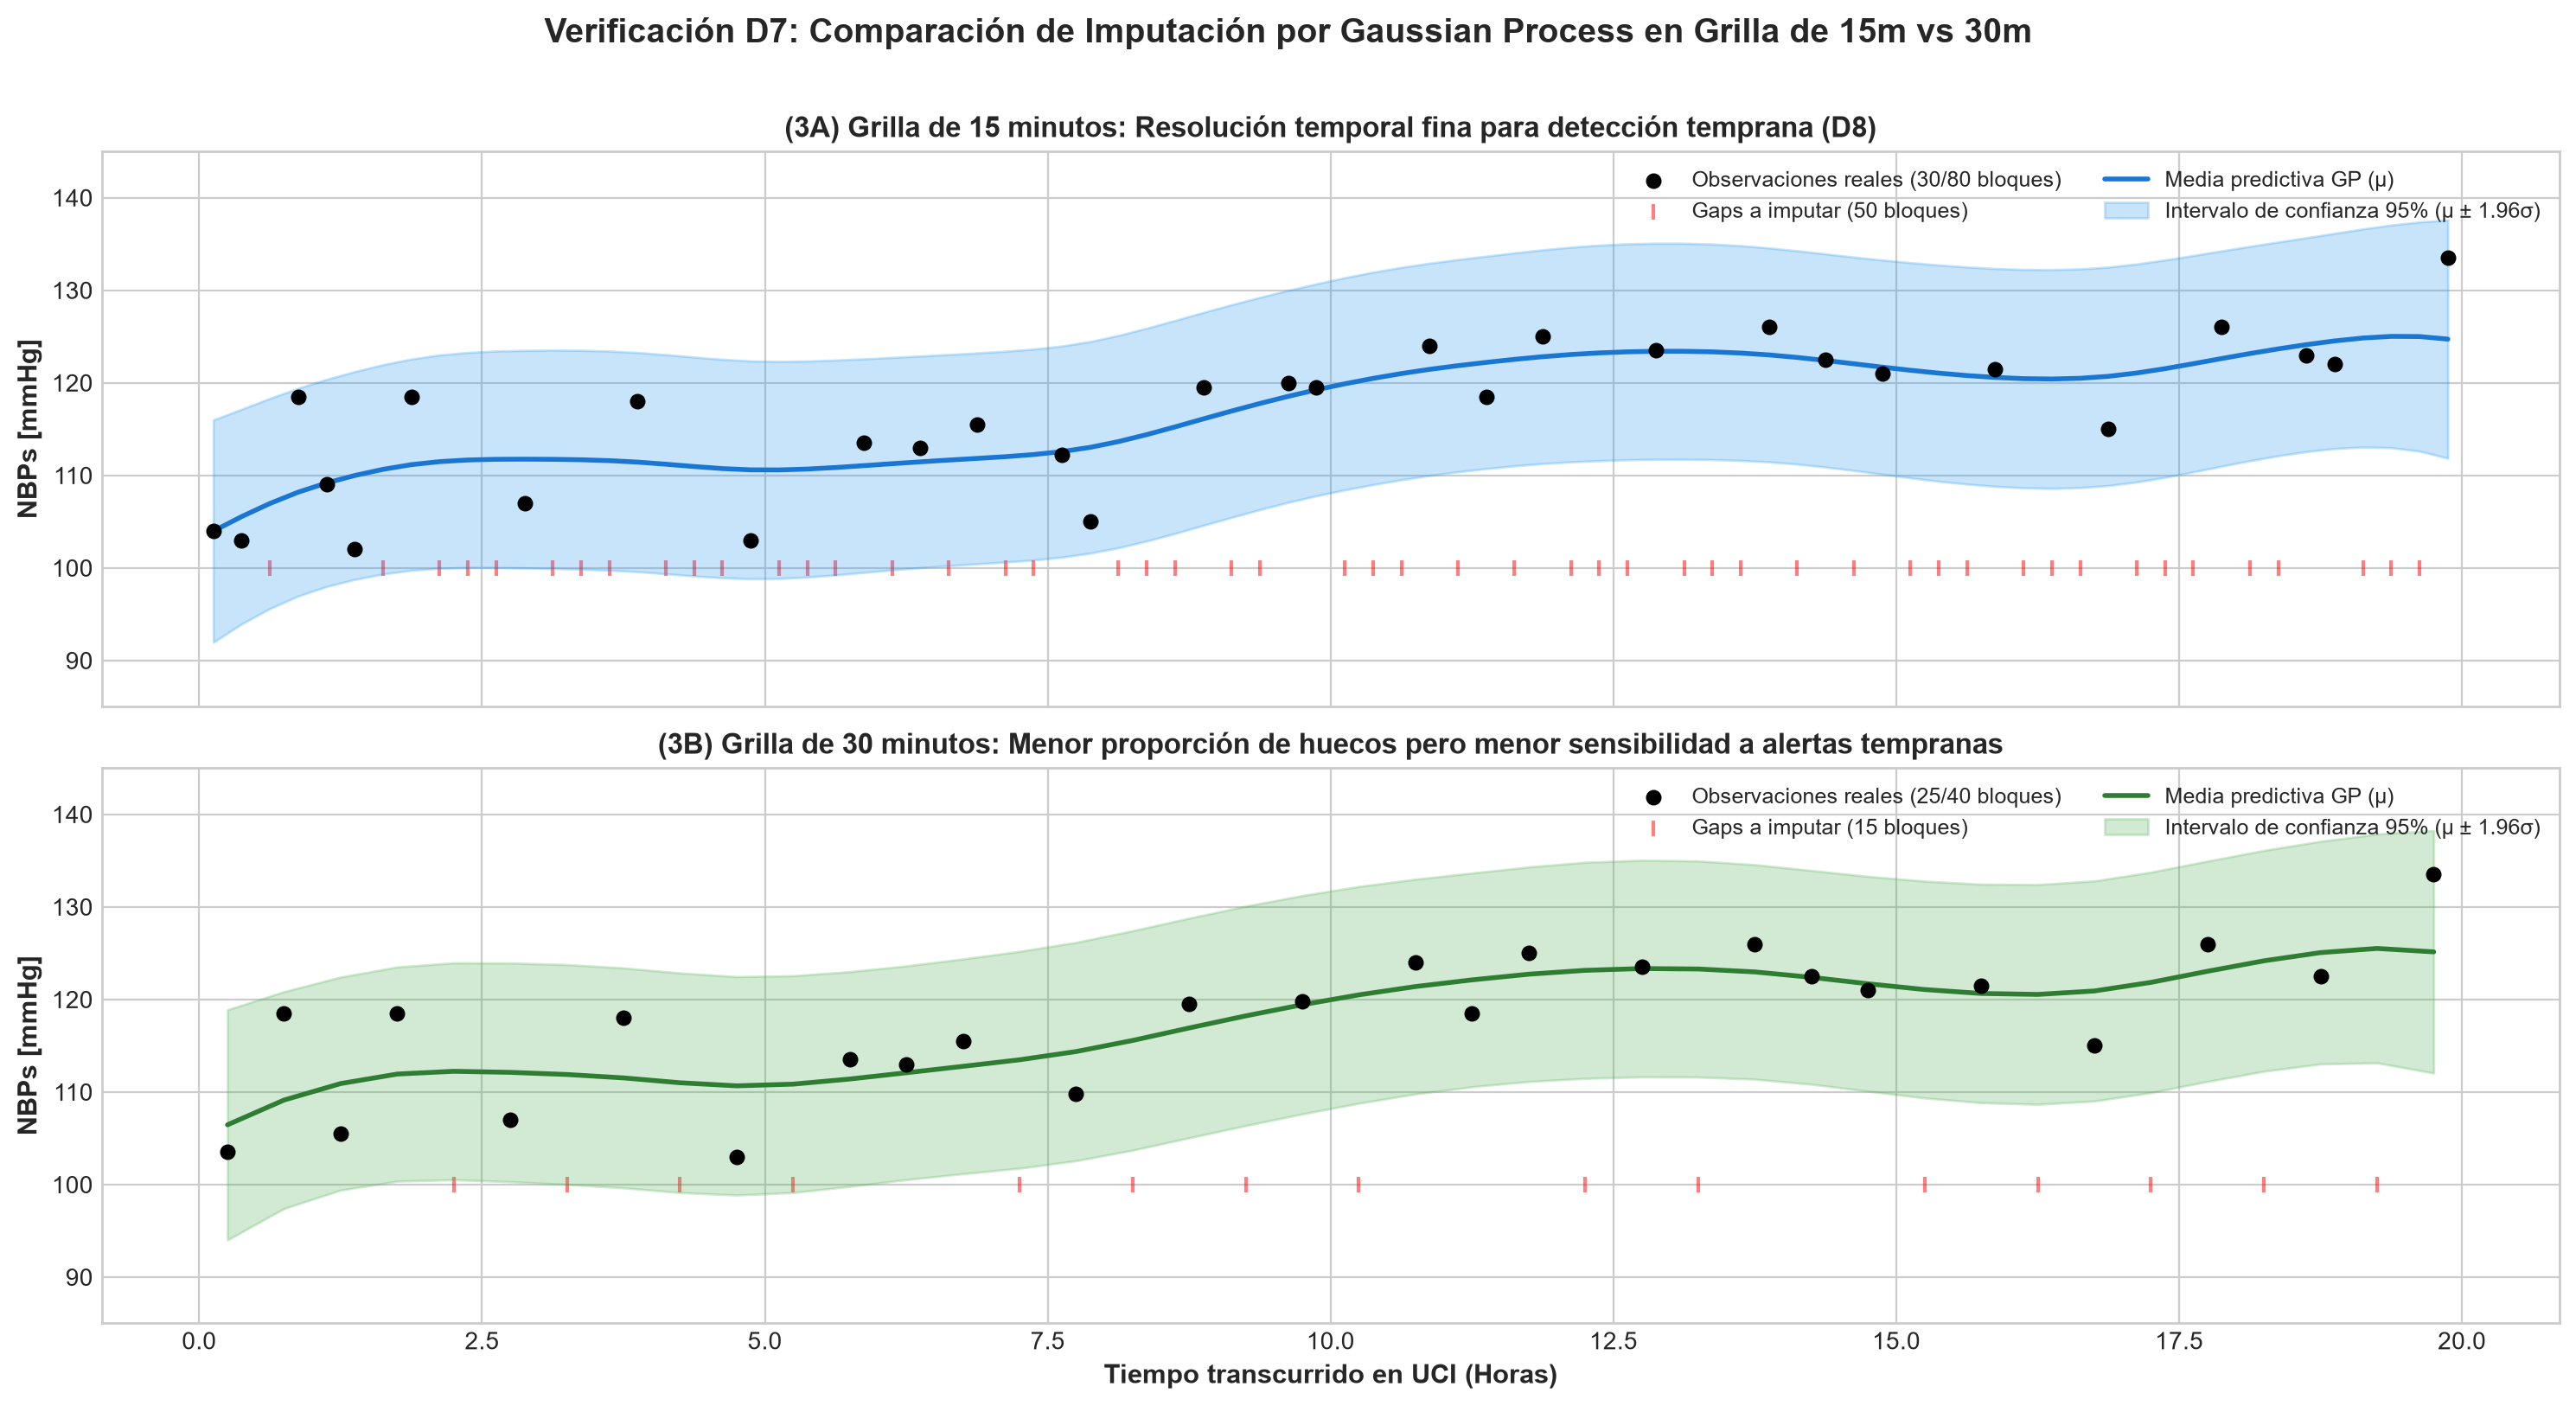 Verificación D7: Comparación de Imputación por Gaussian Process en Grilla de 15m vs 30m
(3A) Grilla de 15 minutos: Resolución temporal fina para detección temprana (D8)
Observaciones reales (30/80 bloques)
Gaps a imputar (50 bloques)
Media predictiva GP (μ)
Intervalo de confianza 95% (μ ± 1.96σ)
NBPs [mmHg]
140
130
120
110
100
90
(3B) Grilla de 30 minutos: Menor proporción de huecos pero menor sensibilidad a alertas tempranas
Observaciones reales (25/40 bloques)
Gaps a imputar (15 bloques)
Media predictiva GP (μ)
Intervalo de confianza 95% (μ ± 1.96σ)
NBPs [mmHg]
140
130
120
110
100
90
0.0 2.5 5.0 7.5 10.0 12.5 15.0 17.5 20.0
Tiempo transcurrido en UCI (Horas)